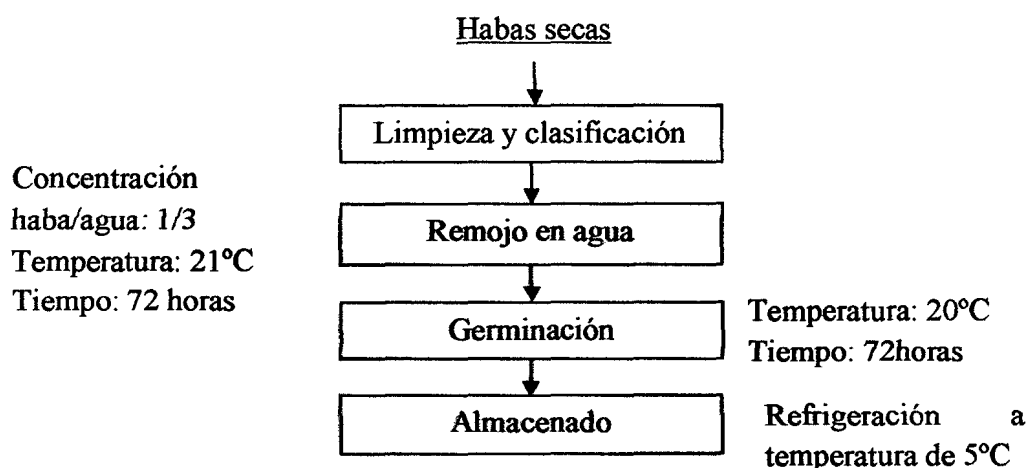 Habas secas
Limpieza y clasificación
Concentración
haba/agua: 1/3
Temperatura: 21ºC
Tiempo: 72 horas
Remojo en agua
Germinación
Temperatura: 20ºC
Tiempo: 72horas
Almacenado
Refrigeración a
temperatura de 5ºC